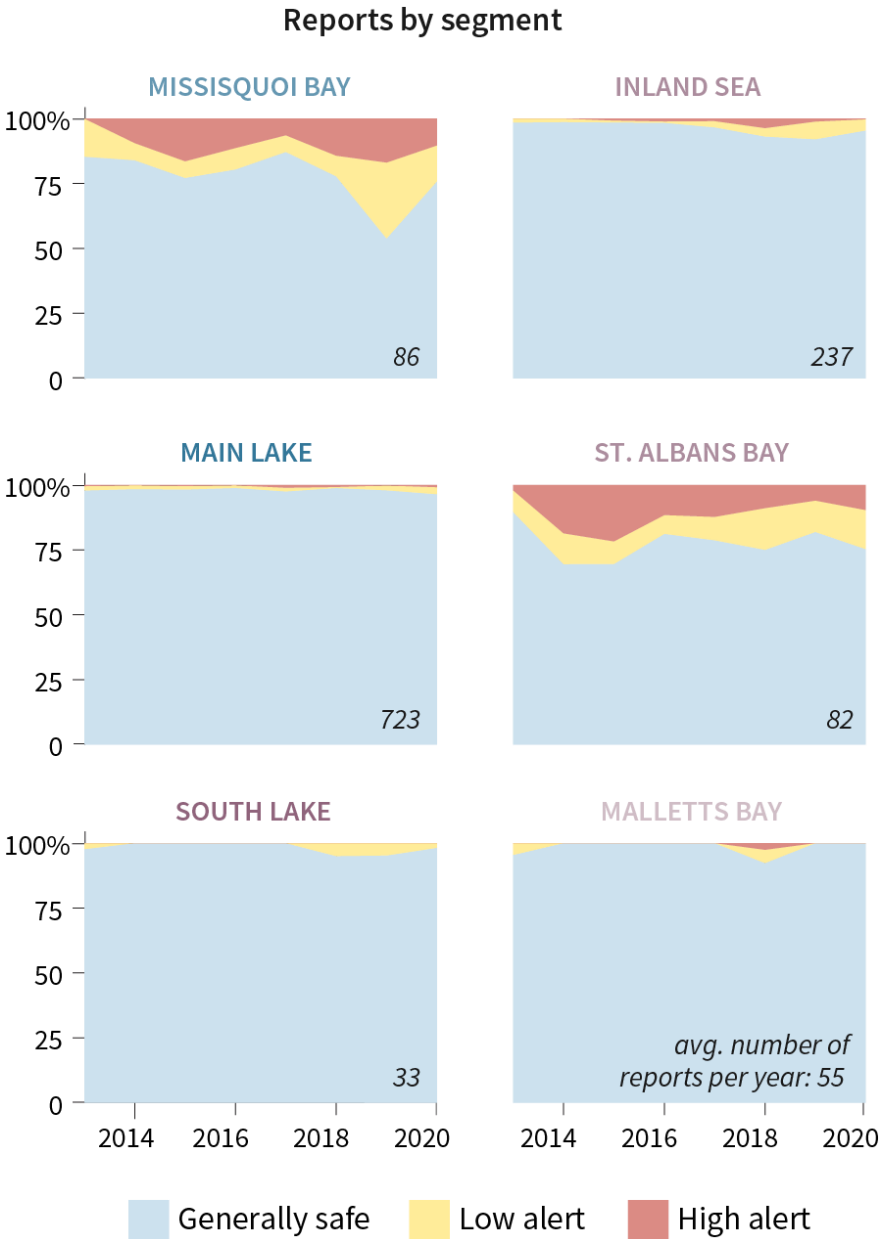 Reports by segment
MISSISQUOI BAY
100%
75
50
25
0
86
INLAND SEA
237
MAIN LAKE
100%
75
50
25
0
723
ST. ALBANS BAY
82
SOUTH LAKE
100%
75
50
25
0
33
2014 2016 2018 2020
MALLETTS BAY
avg. number of
reports per year: 55
2014 2016 2018 2020
Generally safe Low alert High alert